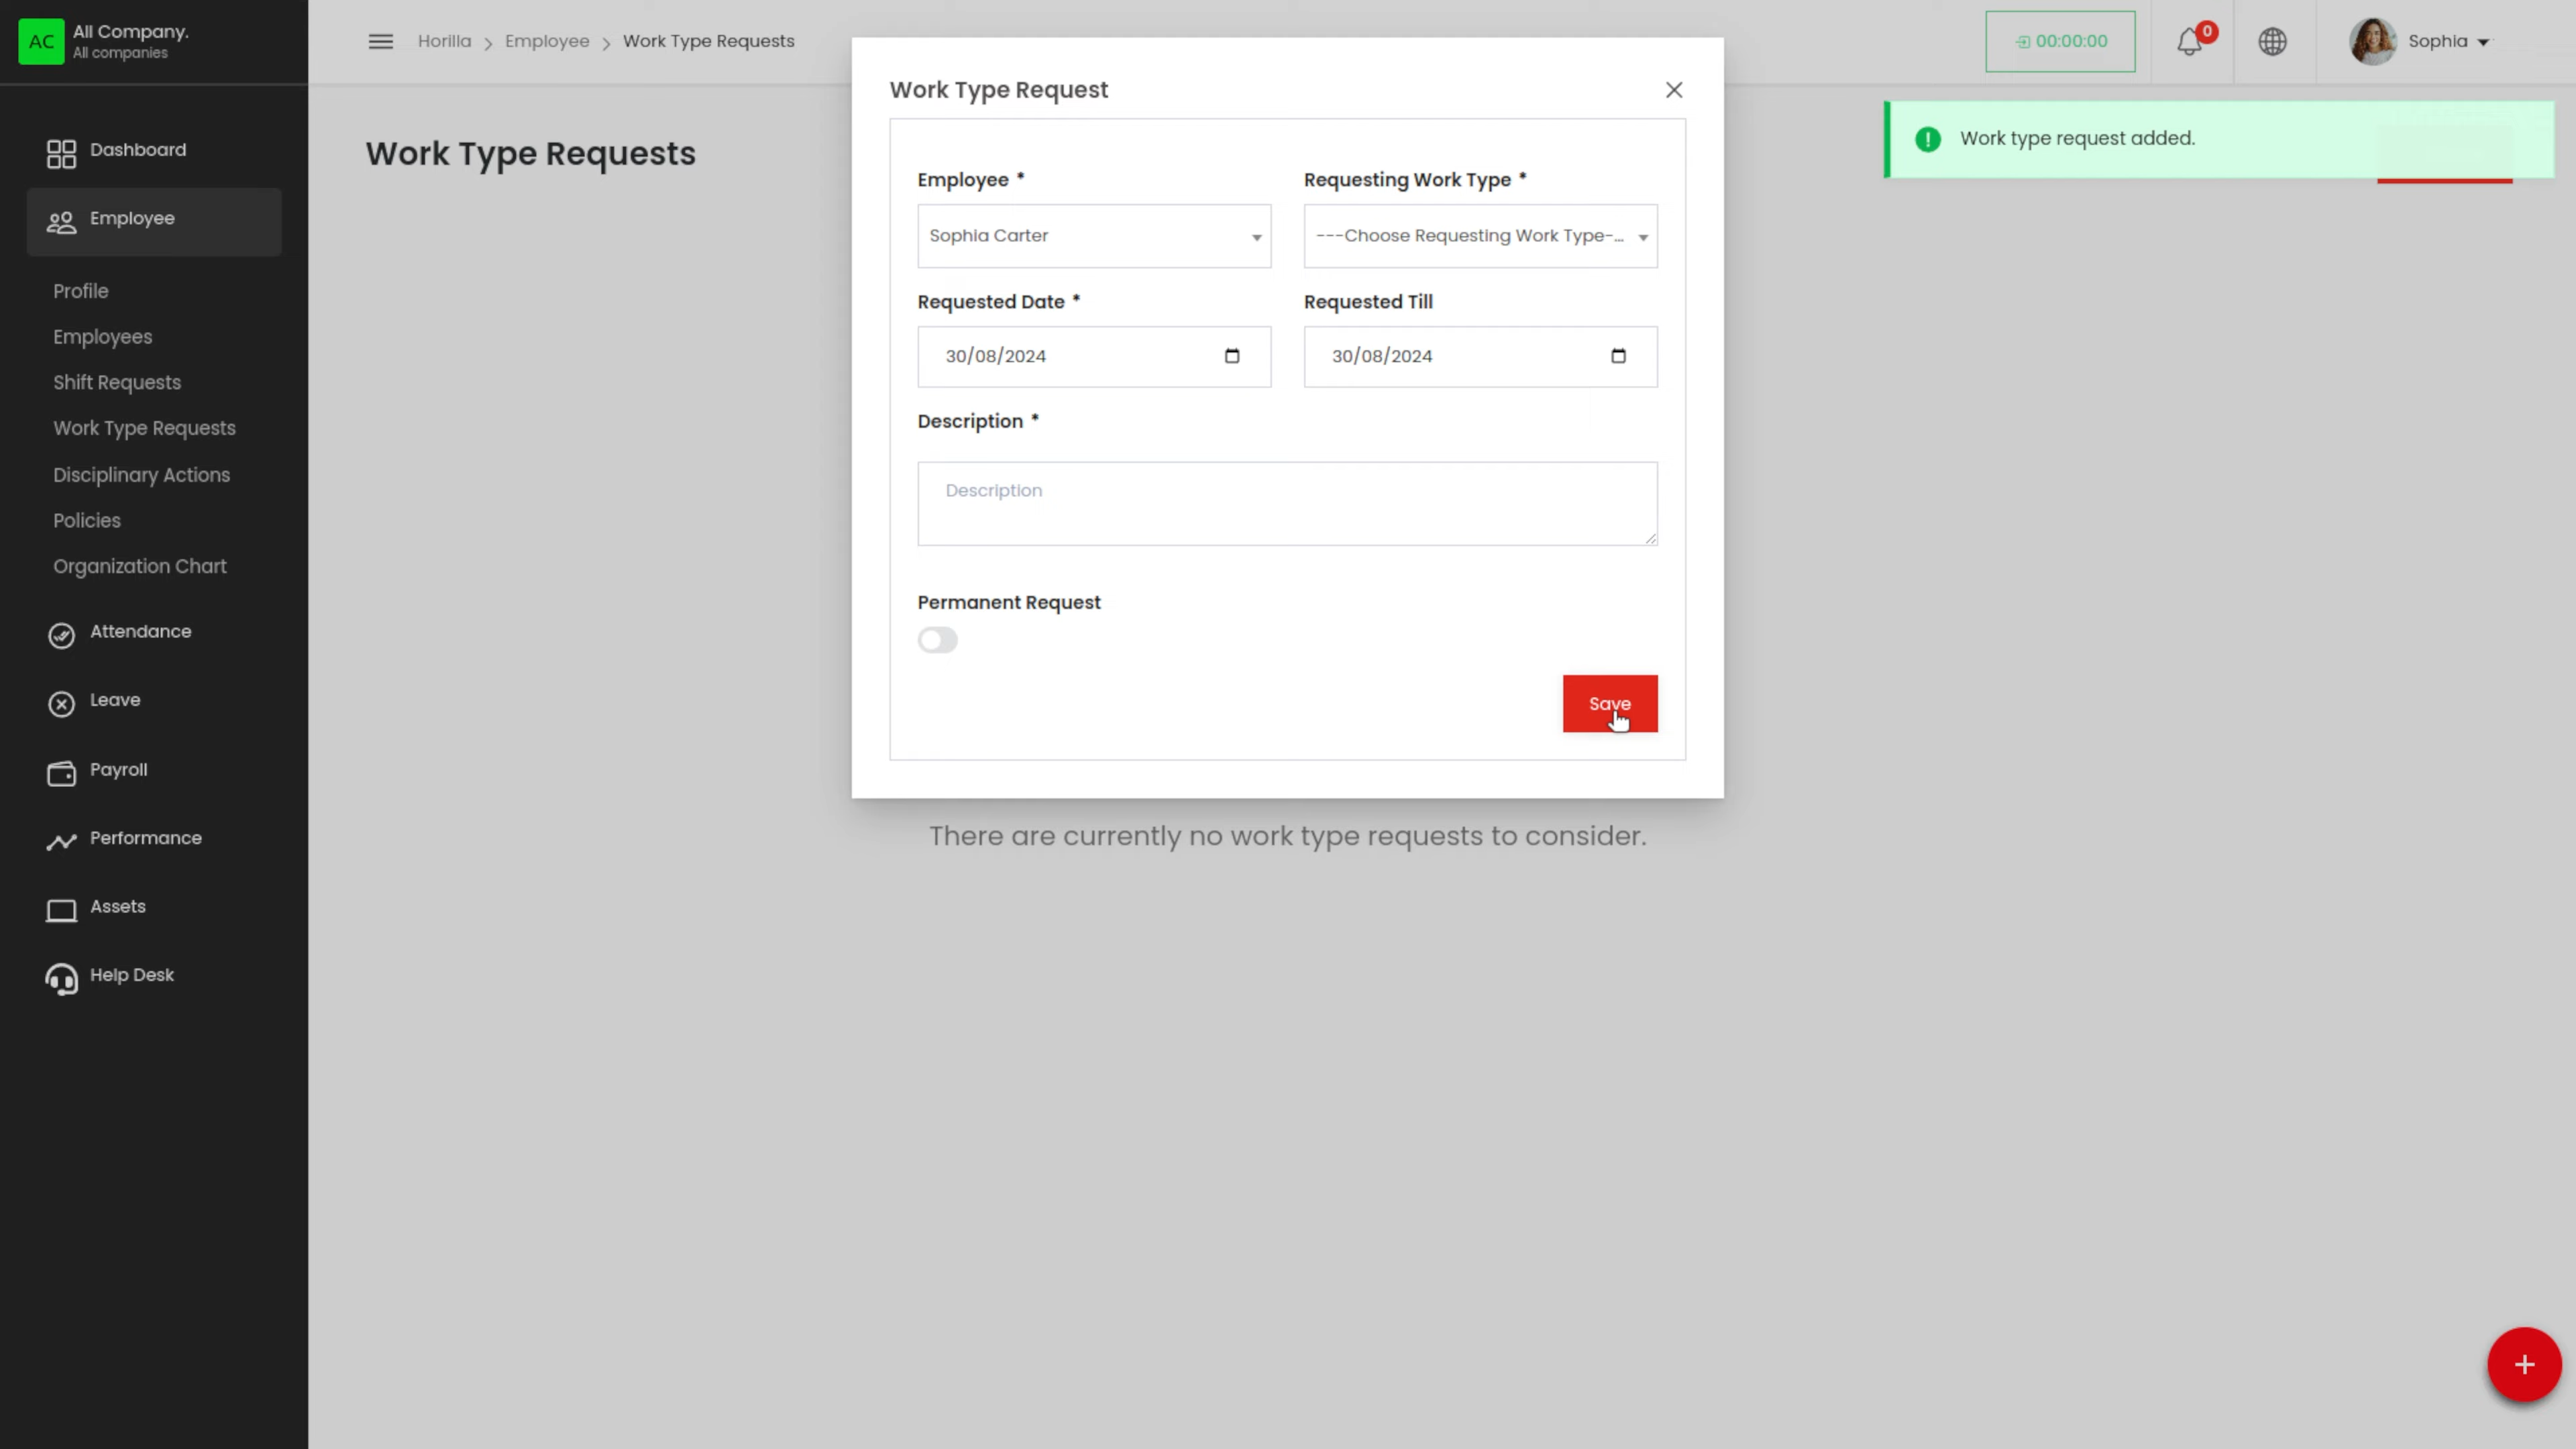 AC
All Company.
All companies
Horilla > Employee > Work Type Requests
00:00:00
0
Sophia
Dashboard
Employee
Profile
Employees
Shift Requests
Work Type Requests
Disciplinary Actions
Policies
Organization Chart
Attendance
Leave
Payroll
Performance
Assets
Help Desk
Work Type Requests
Work type request added.
Work Type Request
Employee *
Requesting Work Type *
Sophia Carter
---Choose Requesting Work Type-...
Requested Date *
Requested Till
30/08/2024
30/08/2024
Description *
Description
Permanent Request
Save
There are currently no work type requests to consider.